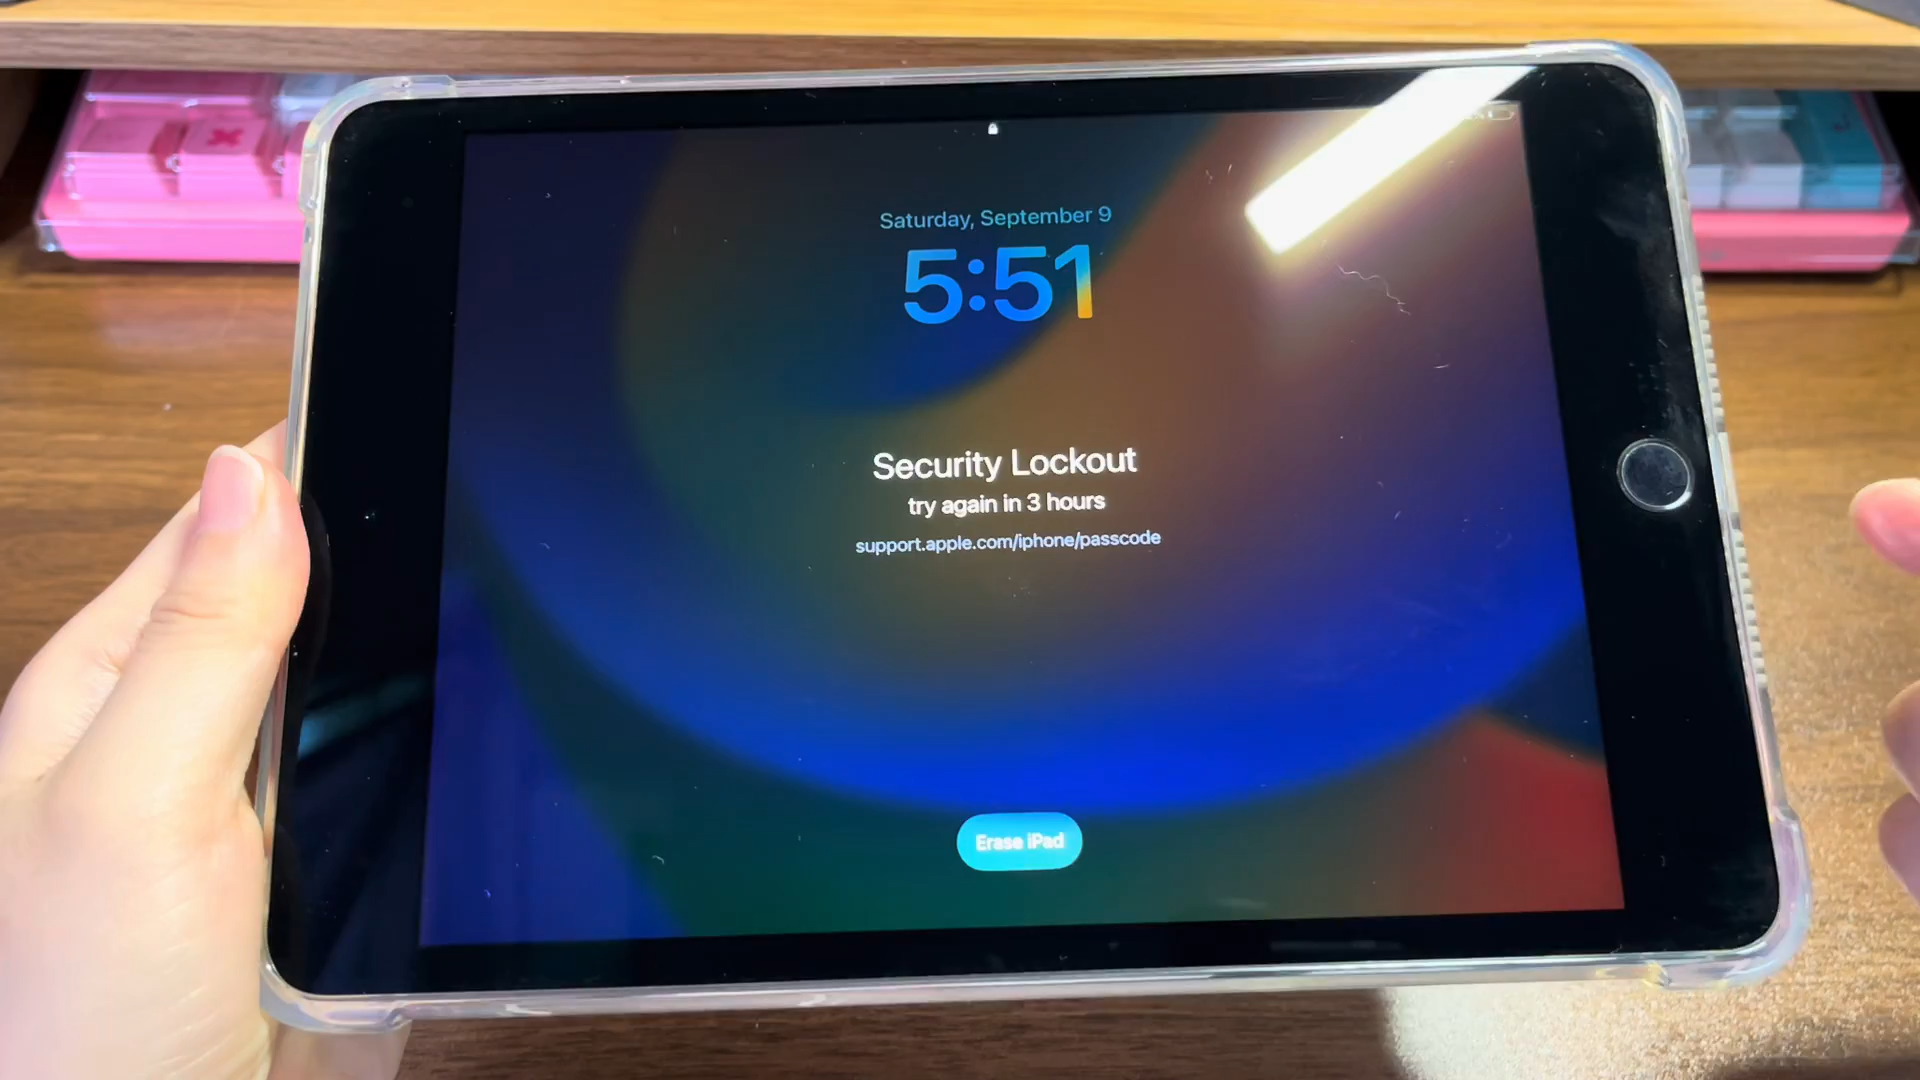 Saturday, September 9
5:51
Security Lockout
try again in 3 hours
support.apple.com/iphone/passcode
Erase iPad